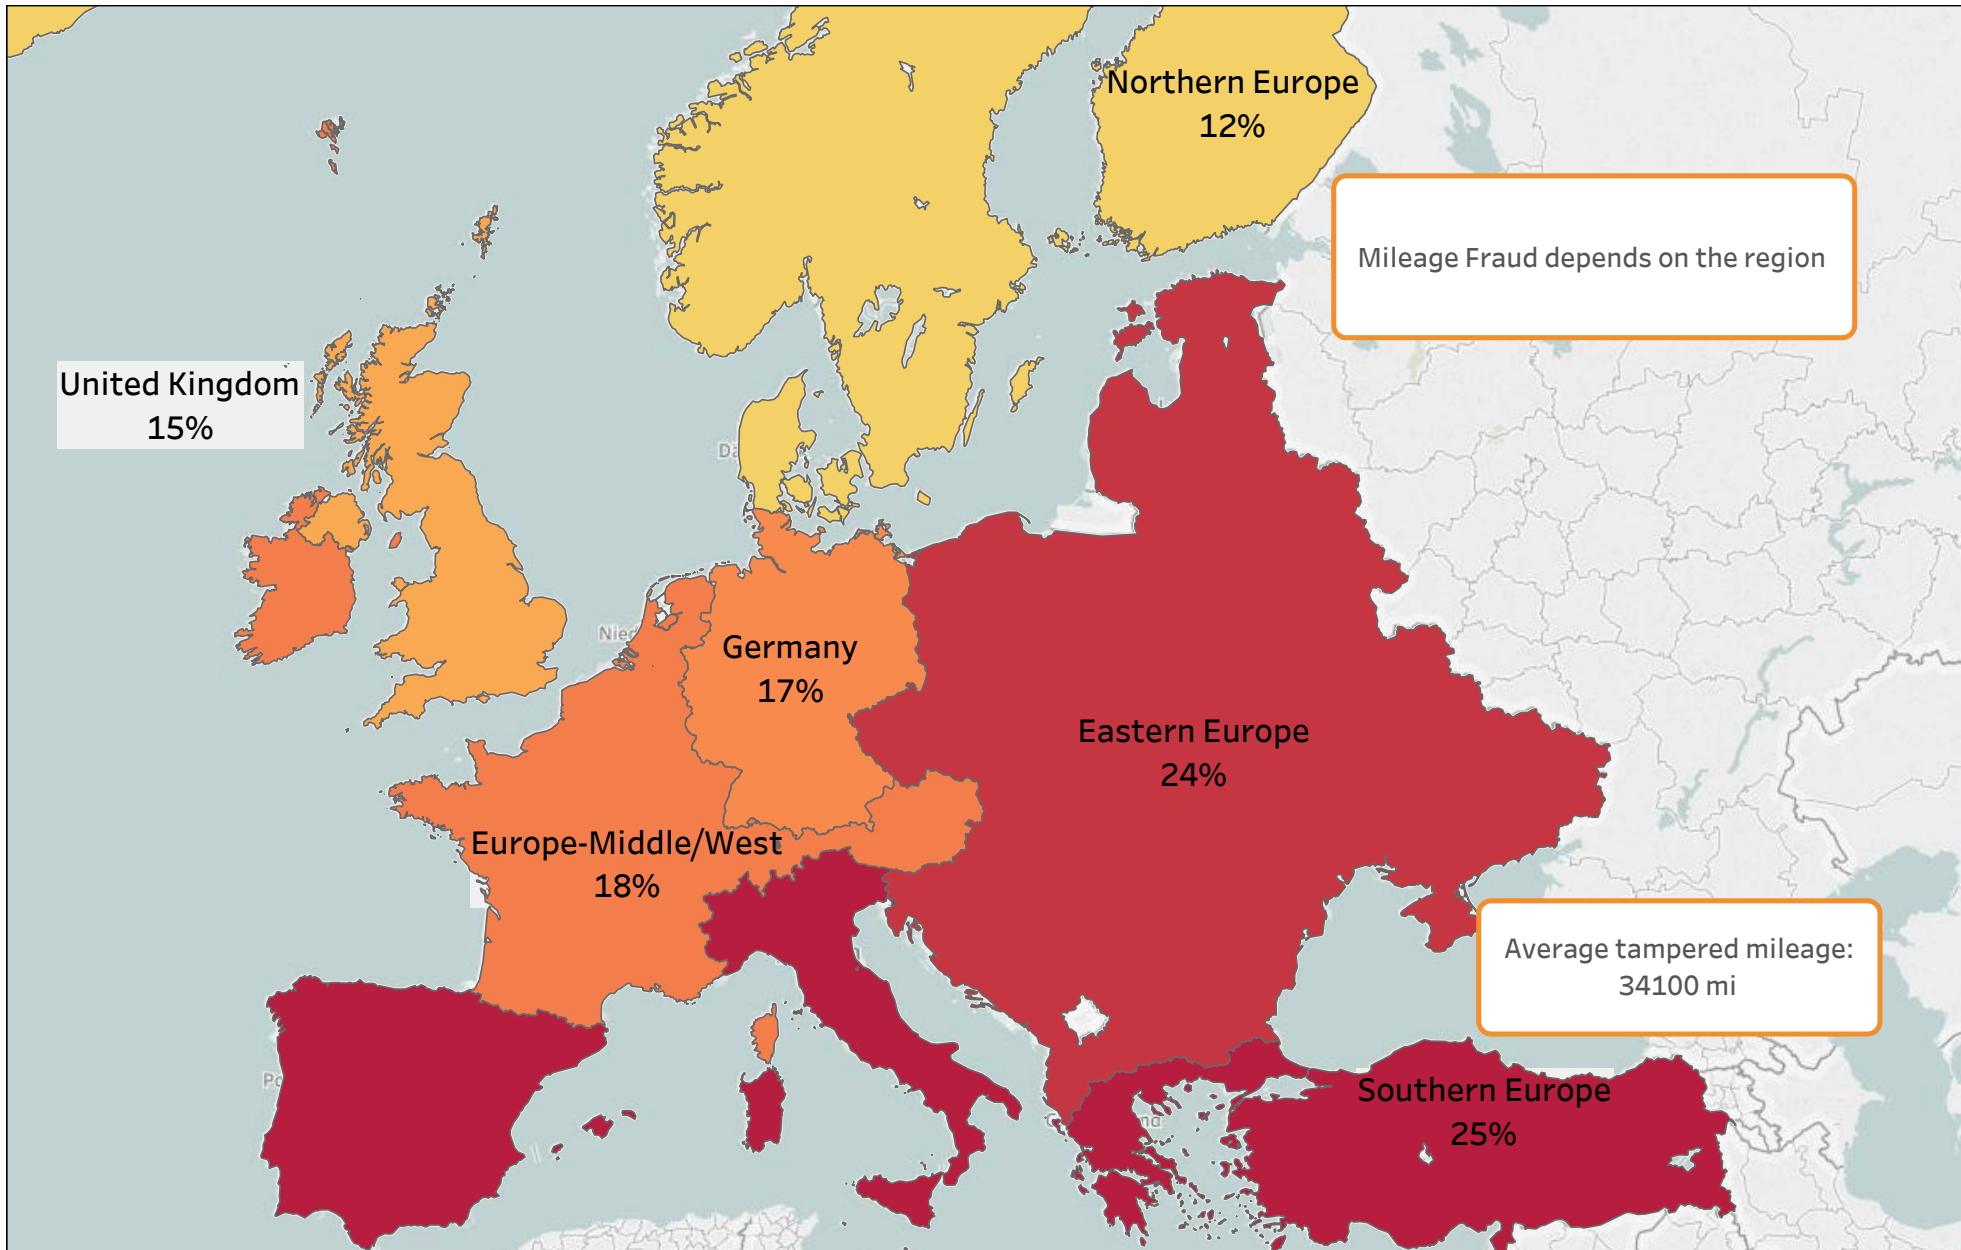 Northern Europe
12%
Mileage Fraud depends on the region
United Kingdom
15%
Germany
17%
Eastern Europe
24%
Europe-Middle/West
18%
Average tampered mileage:
34100 mi
Southern Europe
25%